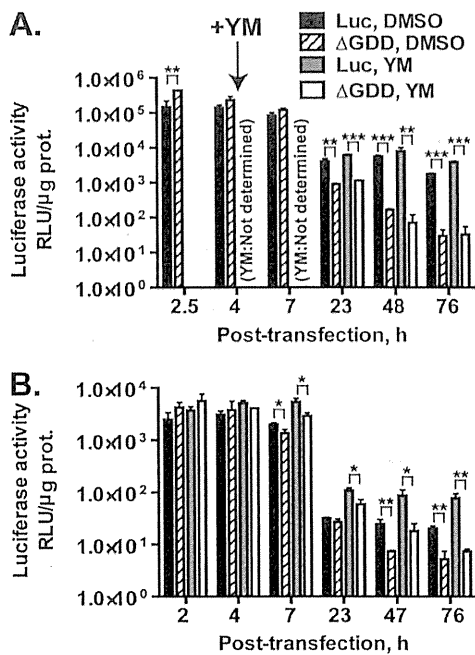 A.
+YM
Luc, DMSO
ΔGDD, DMSO
Luc, YM
ΔGDD, YM
Luciferase activity
RLU/µg prot.
1.0×10⁶
1.0×10⁵
1.0×10⁴
1.0×10³
1.0×10²
1.0×10¹
1.0×10⁰
**
(YM:Not determined)
(YM:Not determined)
** *** *** ** *** ***
2.5 4 7 23 48 76
Post-transfection, h
B.
Luciferase activity
RLU/µg prot.
1.0×10⁴
1.0×10³
1.0×10²
1.0×10¹
1.0×10⁰
* * * ** * ** **
2 4 7 23 47 76
Post-transfection, h